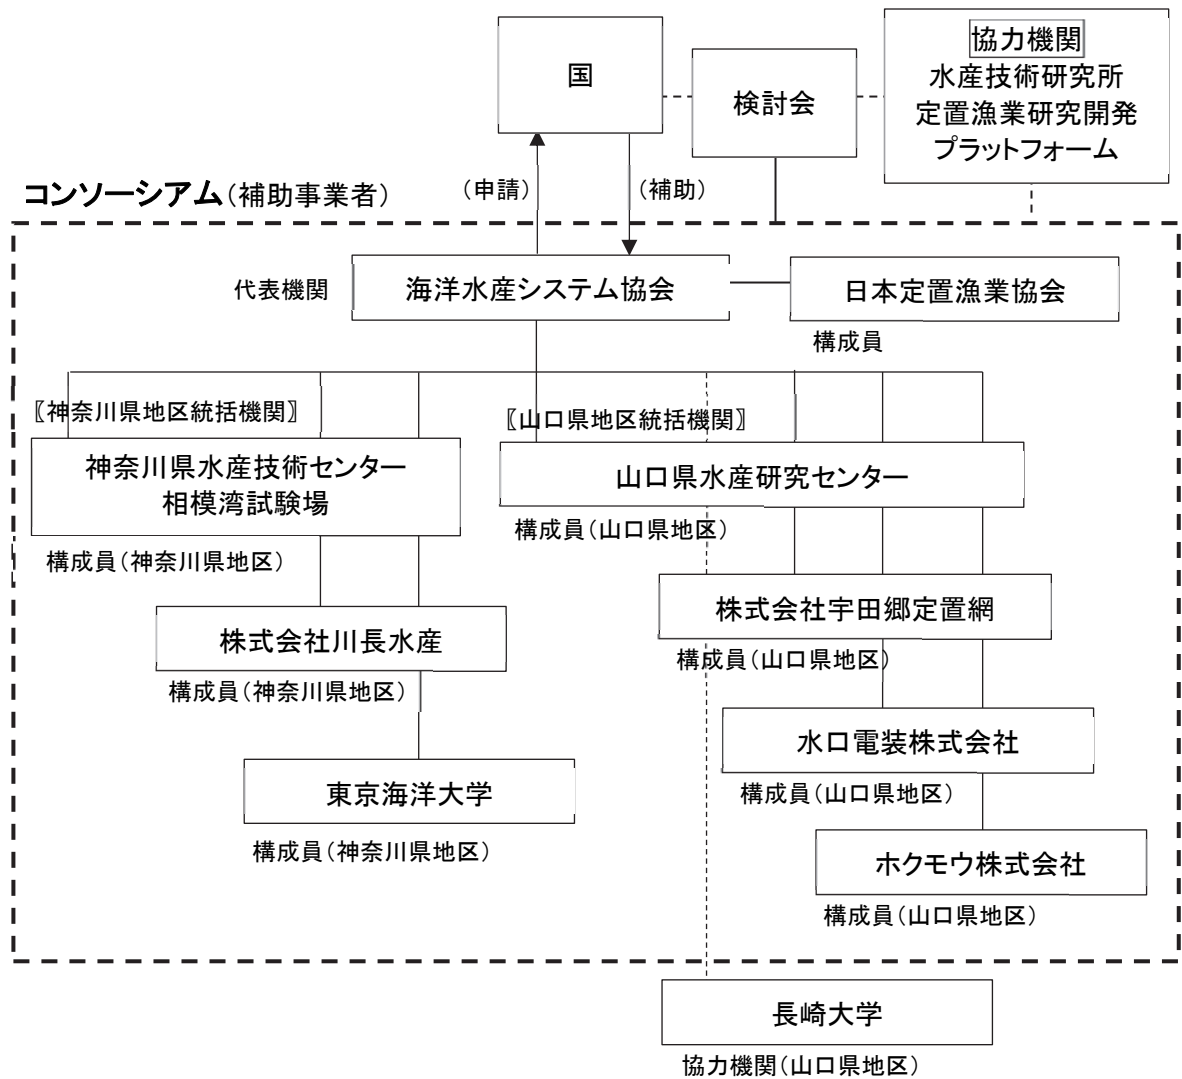 国
検討会
協力機関
水産技術研究所
定置漁業研究開発
プラットフォーム
コンソーシアム(補助事業者)
(申請)
(補助)
代表機関
海洋水産システム協会
日本定置漁業協会
構成員
〖神奈川県地区統括機関〗
〖山口県地区統括機関〗
神奈川県水産技術センター
相模湾試験場
山口県水産研究センター
構成員(神奈川県地区)
構成員(山口県地区)
株式会社川長水産
株式会社宇田郷定置網
構成員(神奈川県地区)
構成員(山口県地区)
東京海洋大学
水口電装株式会社
構成員(神奈川県地区)
構成員(山口県地区)
ホクモウ株式会社
構成員(山口県地区)
長崎大学
協力機関(山口県地区)